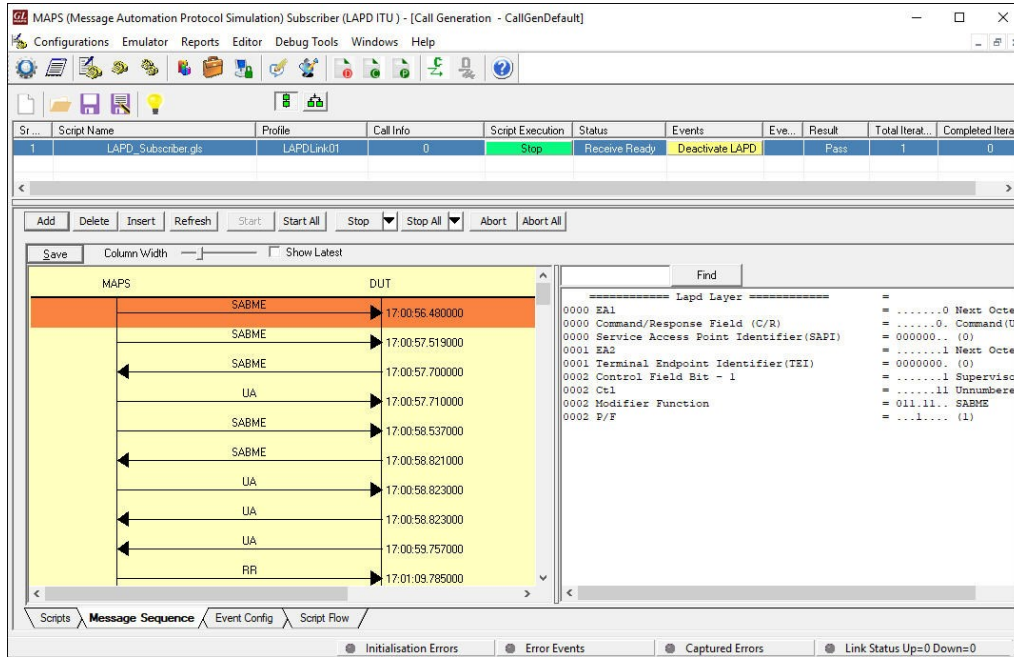 GL MAPS (Message Automation Protocol Simulation) Subscriber (LAPD ITU ) - [Call Generation - CallGenDefault]
Configurations Emulator Reports Editor Debug Tools Windows Help
Sr ... Script Name Profile Call Info Script Execution Status Events Eve... Result Total Iterat... Completed Itera
1 LAPD_Subscriber.gls LAPDLink01 0 Stop Receive Ready Deactivate LAPD Pass 1 0
Add Delete Insert Refresh Start Start All Stop Stop All Abort Abort All
Save Column Width Show Latest
Find
MAPS DUT
SABME
17:00:56.480000
SABME
17:00:57.519000
SABME
17:00:57.700000
UA
17:00:57.710000
SABME
17:00:58.537000
SABME
17:00:58.821000
UA
17:00:58.823000
UA
17:00:58.823000
UA
17:00:59.757000
RR
17:01:09.785000
============ Lapd Layer ============ =
0000 EA1 = .......0 Next Octe
0000 Command/Response Field (C/R) = ......0. Command(U
0000 Service Access Point Identifier(SAPI) = 000000.. (0)
0001 EA2 = .......1 Next Octe
0001 Terminal Endpoint Identifier(TEI) = 0000000. (0)
0002 Control Field Bit - 1 = .......1 Superviso
0002 Ctl = ......11 Unnumbere
0002 Modifier Function = 011.11.. SABME
0002 P/F = ...1.... (1)
Scripts Message Sequence Event Config Script Flow
Initialisation Errors Error Events Captured Errors Link Status Up=0 Down=0